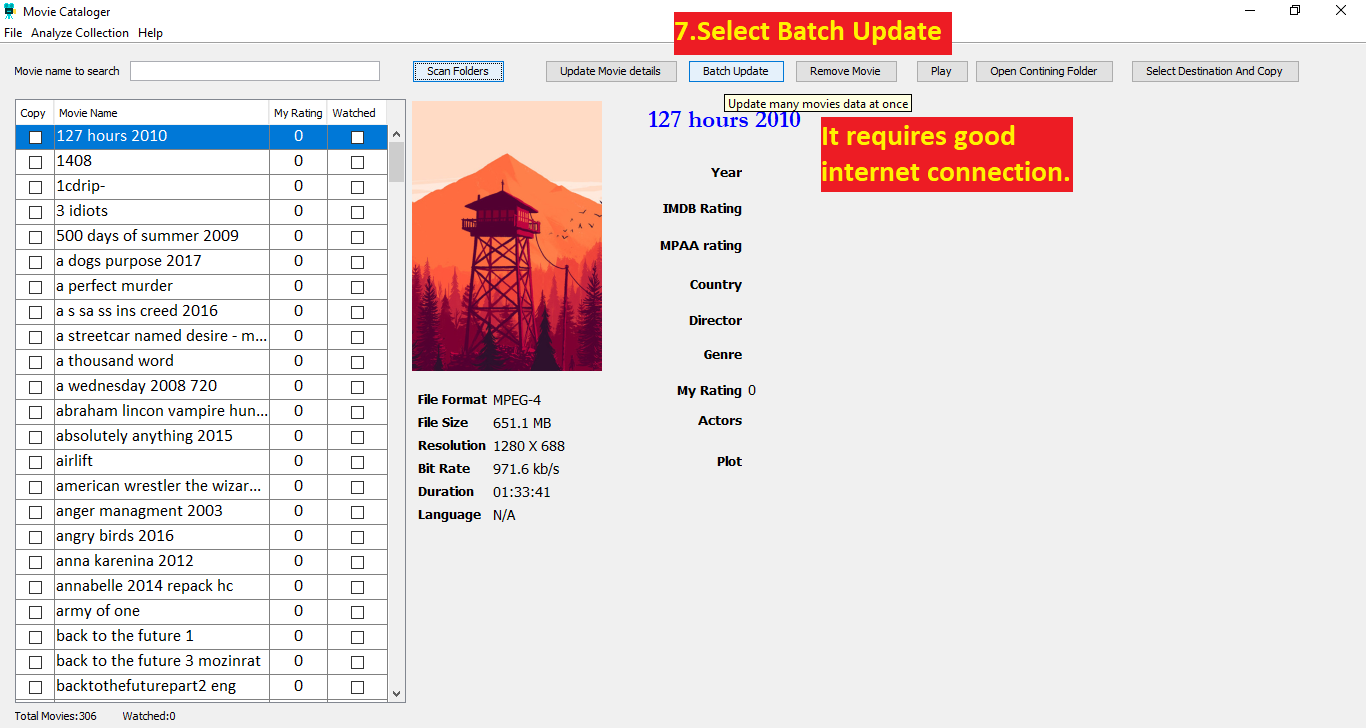 Movie Cataloger
File Analyze Collection Help
7.Select Batch Update
Movie name to search
Scan Folders
Update Movie details
Batch Update
Remove Movie
Play
Open Contining Folder
Select Destination And Copy
Update many movies data at once
Copy Movie Name My Rating Watched
127 hours 2010 0
1408 0
1cdrip- 0
3 idiots 0
500 days of summer 2009 0
a dogs purpose 2017 0
a perfect murder 0
a s sa ss ins creed 2016 0
a streetcar named desire - m... 0
a thousand word 0
a wednesday 2008 720 0
abraham lincon vampire hun... 0
absolutely anything 2015 0
airlift 0
american wrestler the wizar... 0
anger managment 2003 0
angry birds 2016 0
anna karenina 2012 0
annabelle 2014 repack hc 0
army of one 0
back to the future 1 0
back to the future 3 mozinrat 0
backtothefuturepart2 eng 0
Total Movies:306 Watched:0
File Format MPEG-4
File Size 651.1 MB
Resolution 1280 X 688
Bit Rate 971.6 kb/s
Duration 01:33:41
Language N/A
127 hours 2010
It requires good
internet connection.
Year
IMDB Rating
MPAA rating
Country
Director
Genre
My Rating 0
Actors
Plot